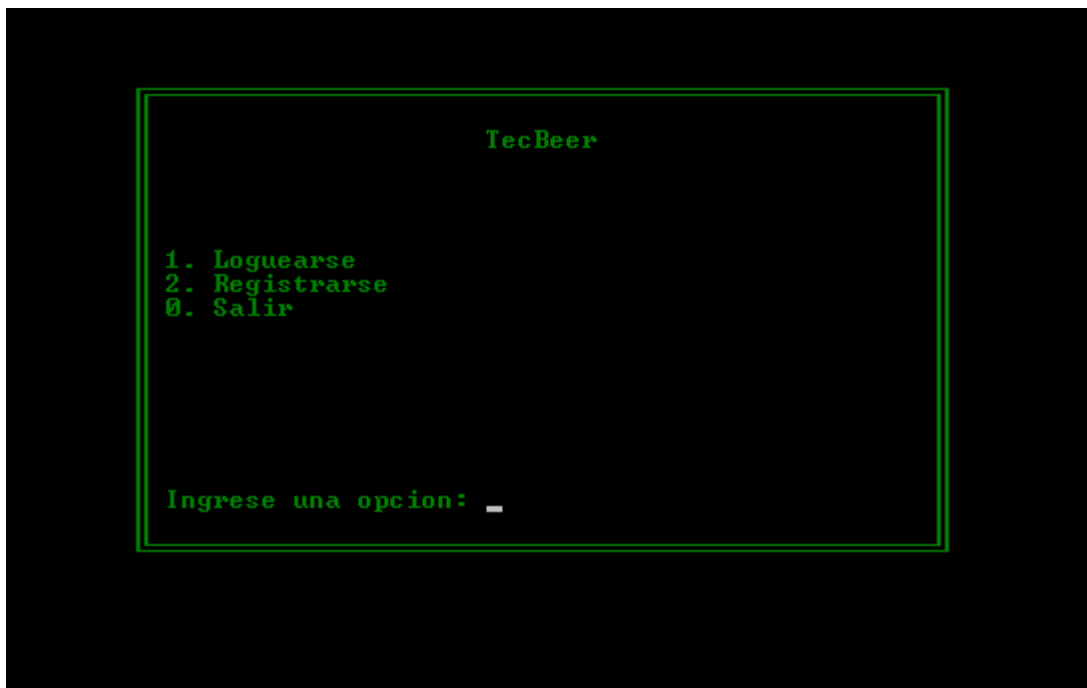 TecBeer
1. Loguearse
2. Registrarse
0. Salir
Ingrese una opcion: